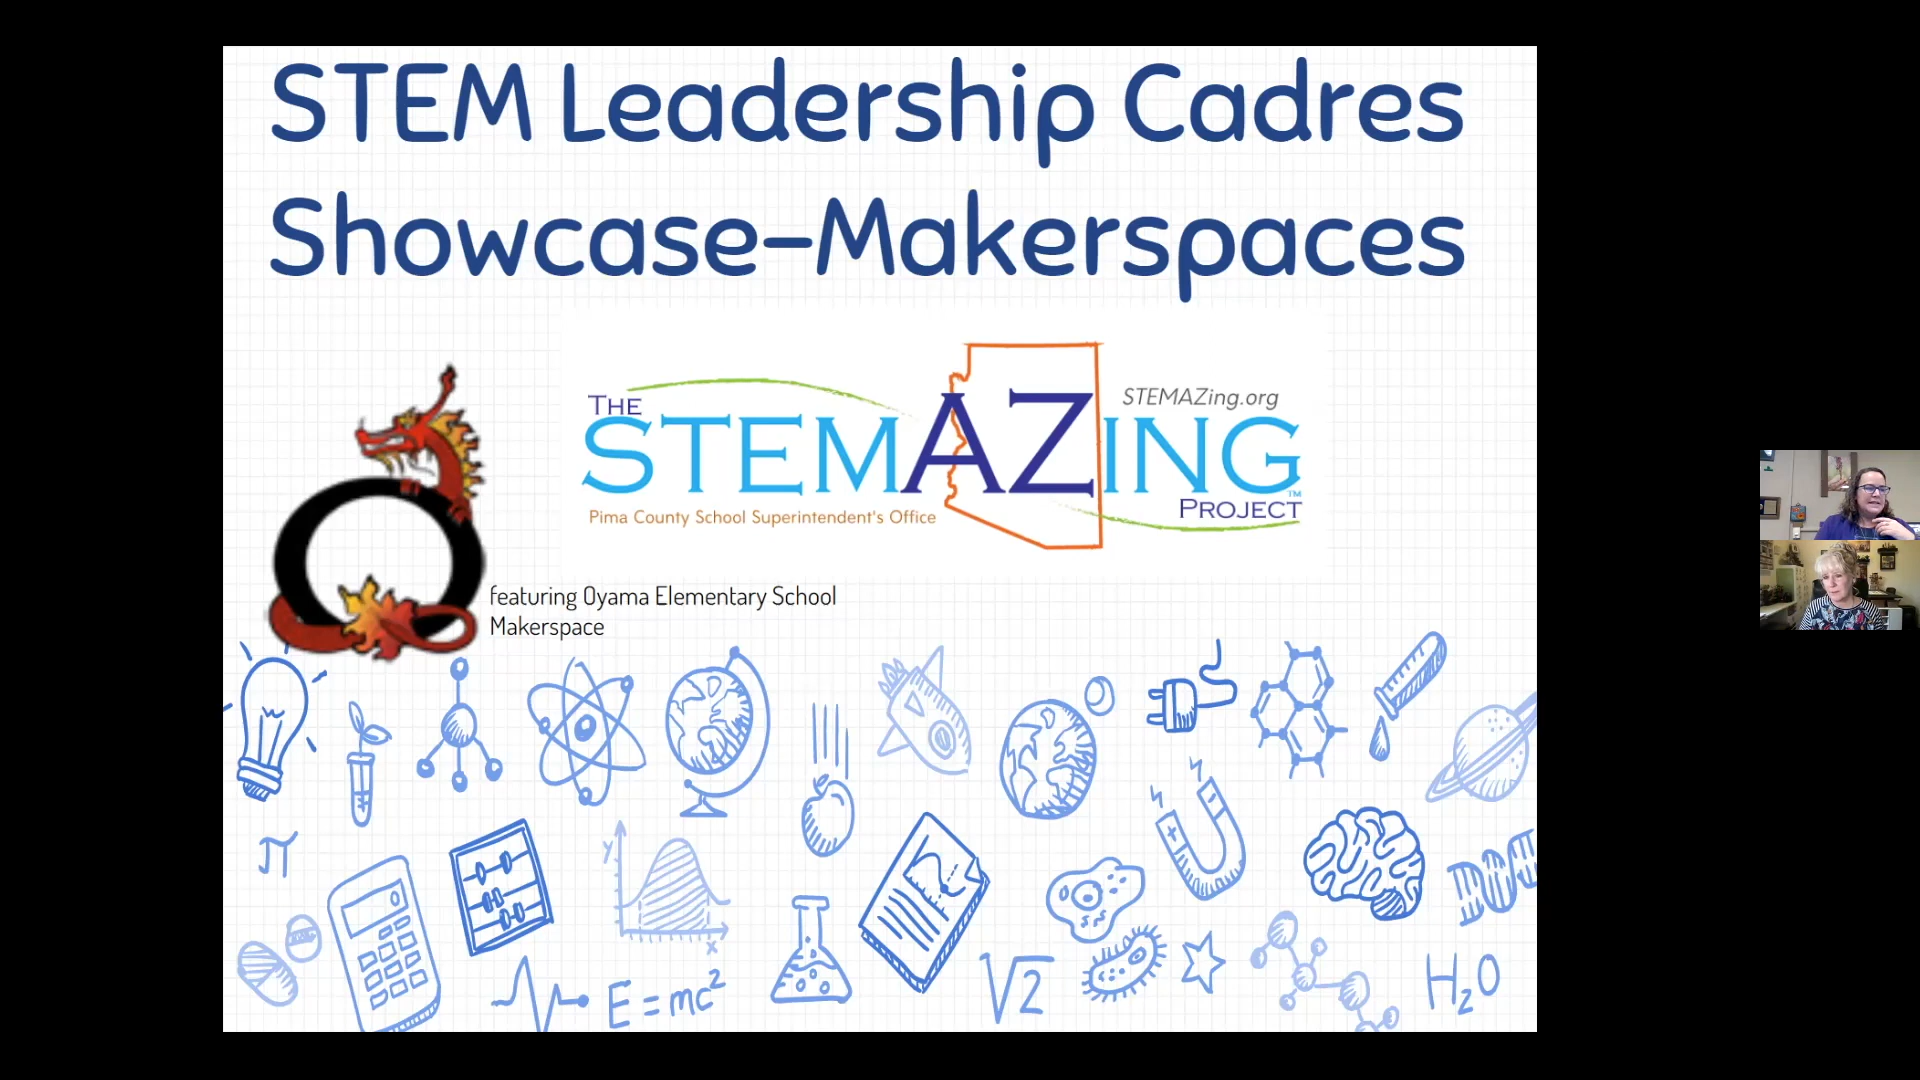 STEM Leadership Cadres
Showcase–Makerspaces
THE
STEMAZING
STEMAZing.org
PROJECT™
Pima County School Superintendent's Office
featuring Oyama Elementary School
Makerspace
π
y
x
E=mc²
√2
H₂O